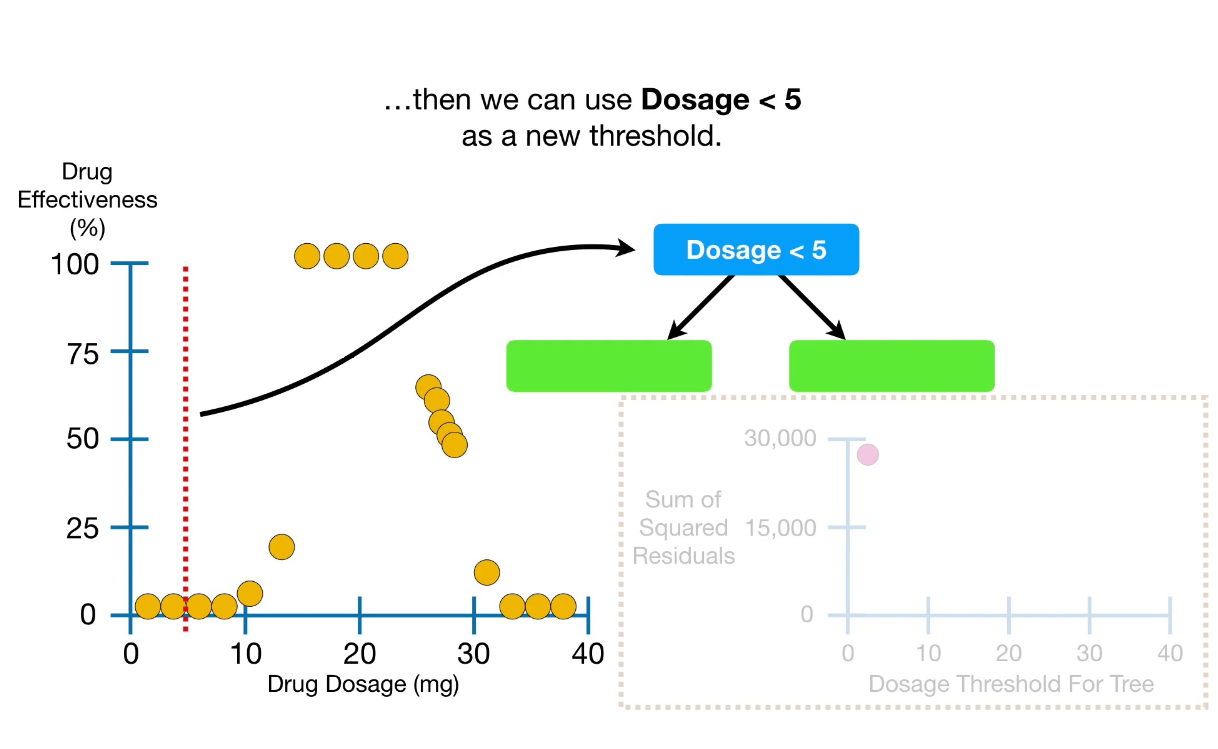 …then we can use Dosage < 5
as a new threshold.
Drug
Effectiveness
(%)
100
75
50
25
0
0
10
20
30
40
Drug Dosage (mg)
Dosage < 5
Sum of
Squared
Residuals
30,000
15,000
0
0
10
20
30
40
Dosage Threshold For Tree